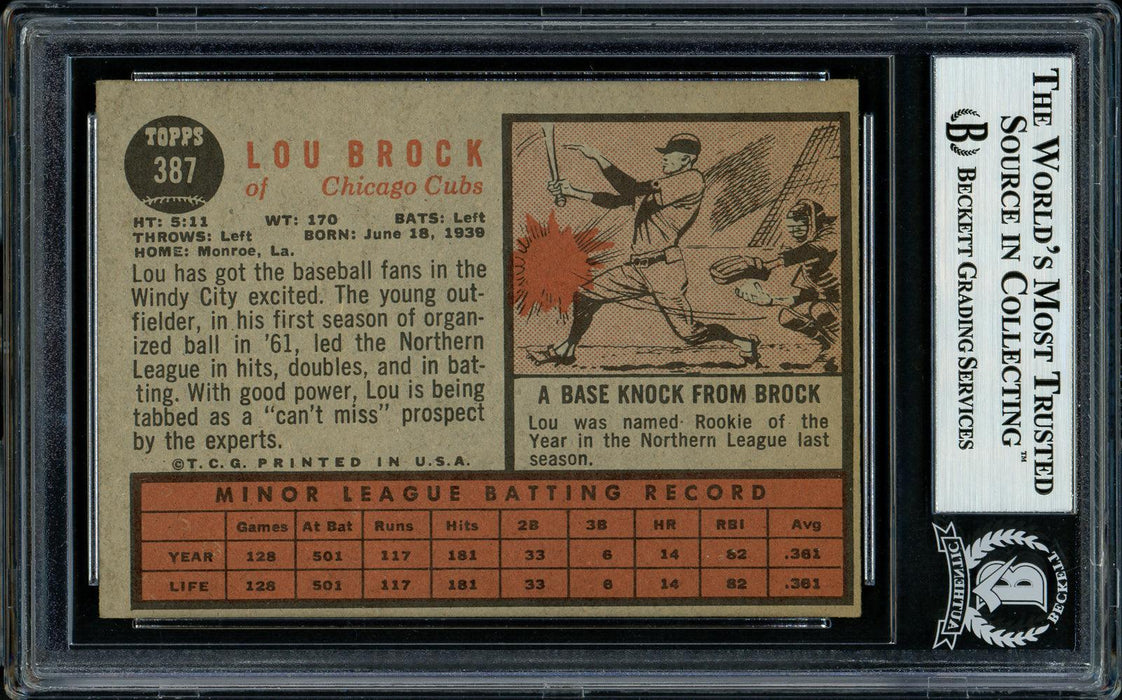 TOPPS
387
LOU BROCK
of Chicago Cubs
HT: 5:11 WT: 170 BATS: Left
THROWS: Left BORN: June 18, 1939
HOME: Monroe, La.
Lou has got the baseball fans in the
Windy City excited. The young out-
fielder, in his first season of organ-
ized ball in '61, led the Northern
League in hits, doubles, and in bat-
ting. With good power, Lou is being
tabbed as a "can't miss" prospect
by the experts.
©T.C.G. PRINTED IN U.S.A.
A BASE KNOCK FROM BROCK
Lou was named Rookie of the
Year in the Northern League last
season.
MINOR LEAGUE BATTING RECORD
Games At Bat Runs Hits 2B 3B HR RBI Avg
YEAR 128 501 117 181 33 6 14 82 .361
LIFE 128 501 117 181 33 6 14 82 .361
THE WORLD'S MOST TRUSTED
SOURCE IN COLLECTING™
B BECKETT GRADING SERVICES
BECKETT
B
AUTHENTIC